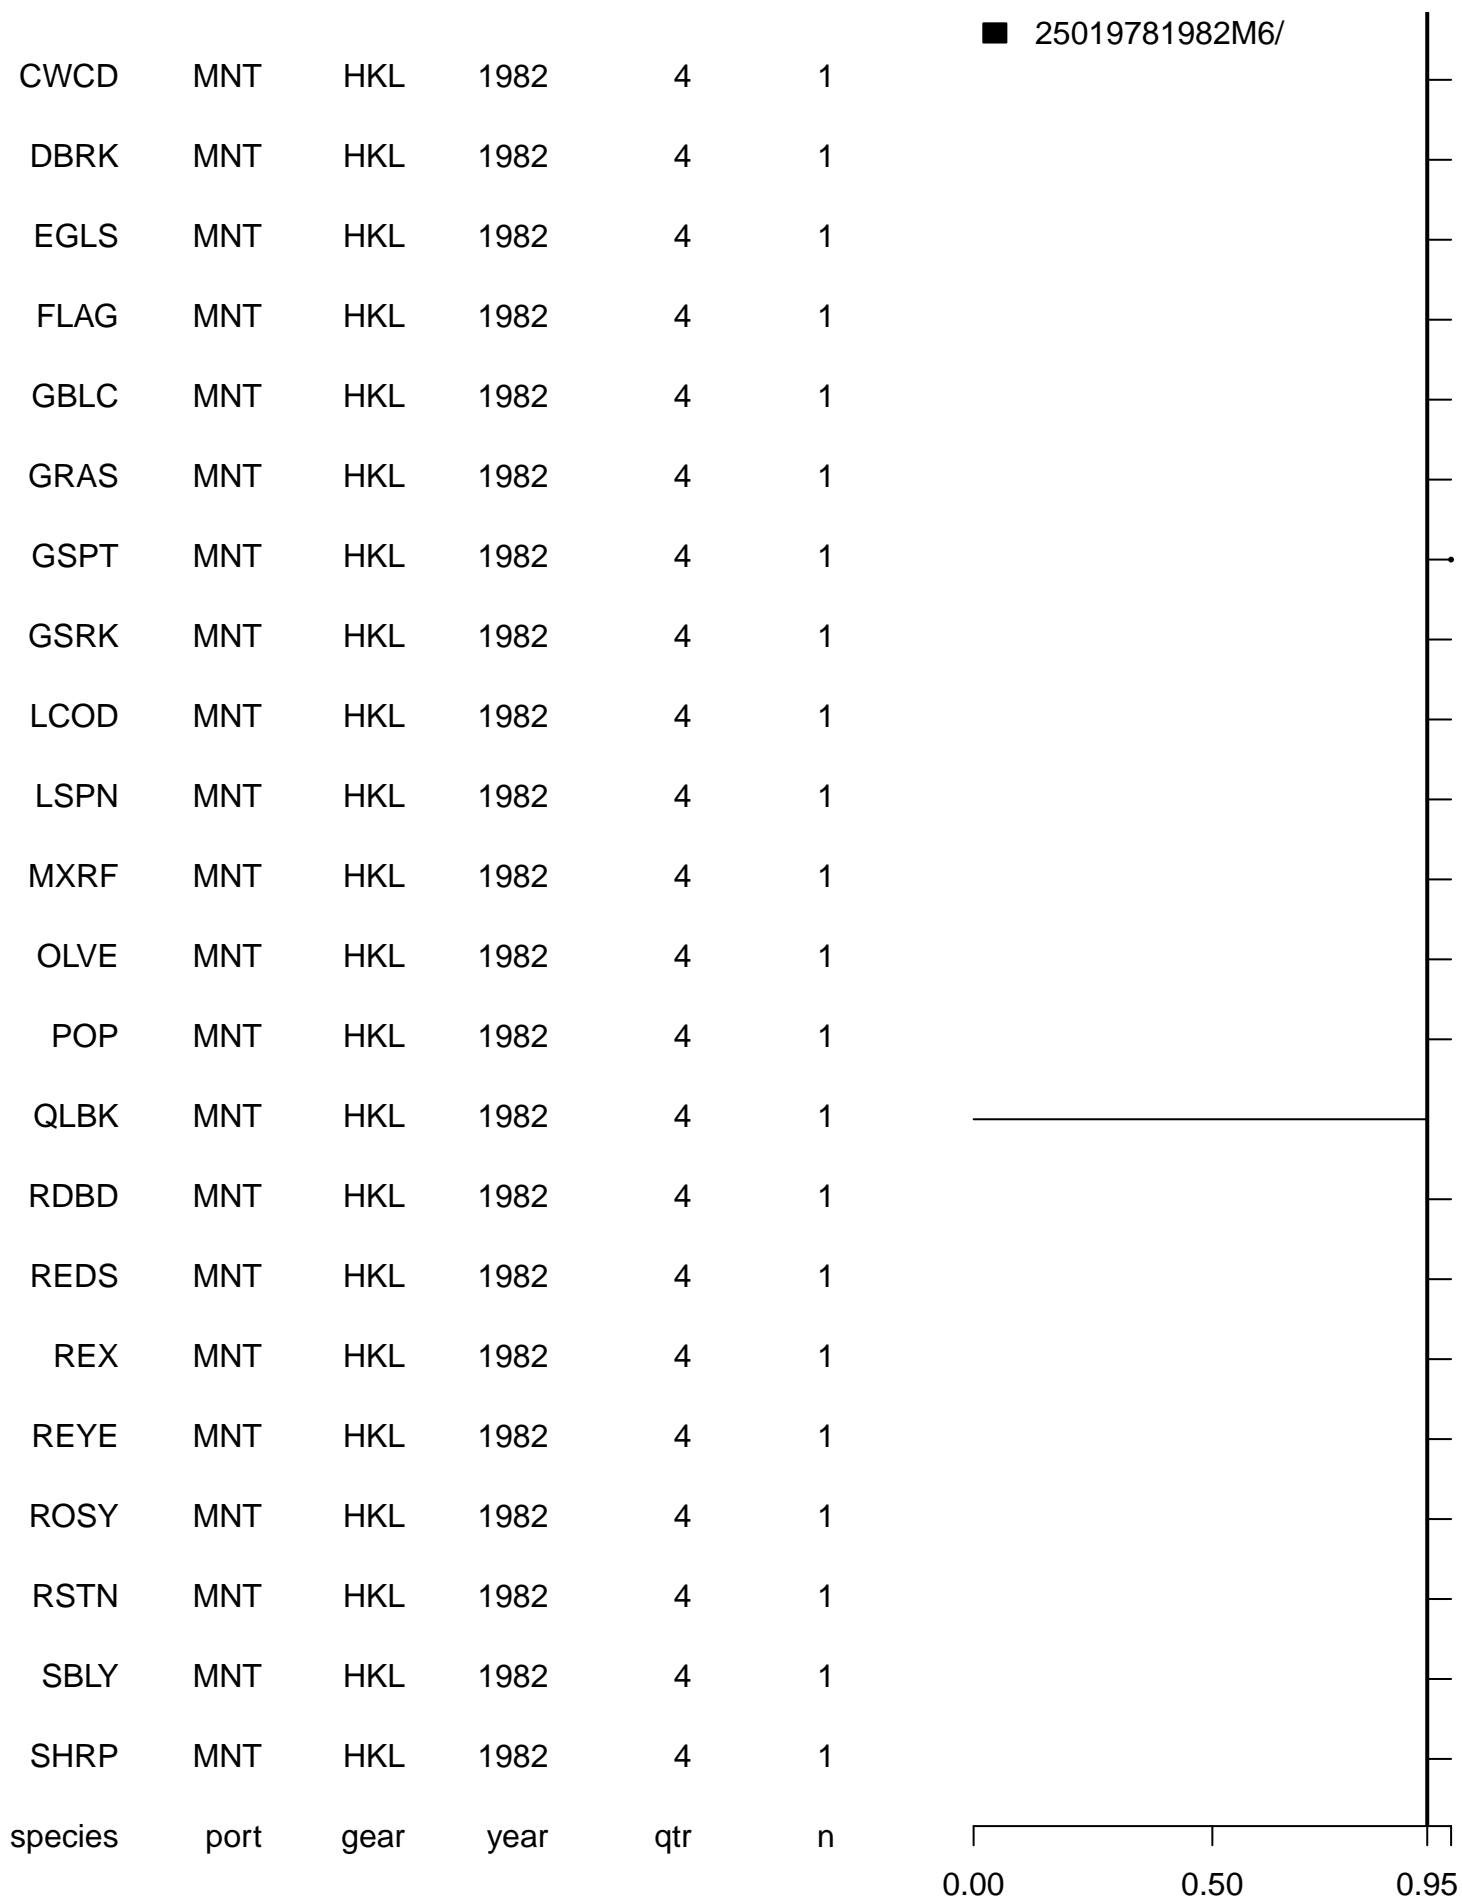 25019781982M6/
CWCD MNT HKL 1982 4 1
DBRK MNT HKL 1982 4 1
EGLS MNT HKL 1982 4 1
FLAG MNT HKL 1982 4 1
GBLC MNT HKL 1982 4 1
GRAS MNT HKL 1982 4 1
GSPT MNT HKL 1982 4 1
GSRK MNT HKL 1982 4 1
LCOD MNT HKL 1982 4 1
LSPN MNT HKL 1982 4 1
MXRF MNT HKL 1982 4 1
OLVE MNT HKL 1982 4 1
POP MNT HKL 1982 4 1
QLBK MNT HKL 1982 4 1
RDBD MNT HKL 1982 4 1
REDS MNT HKL 1982 4 1
REX MNT HKL 1982 4 1
REYE MNT HKL 1982 4 1
ROSY MNT HKL 1982 4 1
RSTN MNT HKL 1982 4 1
SBLY MNT HKL 1982 4 1
SHRP MNT HKL 1982 4 1
species port gear year qtr n
0.00 0.50 0.95